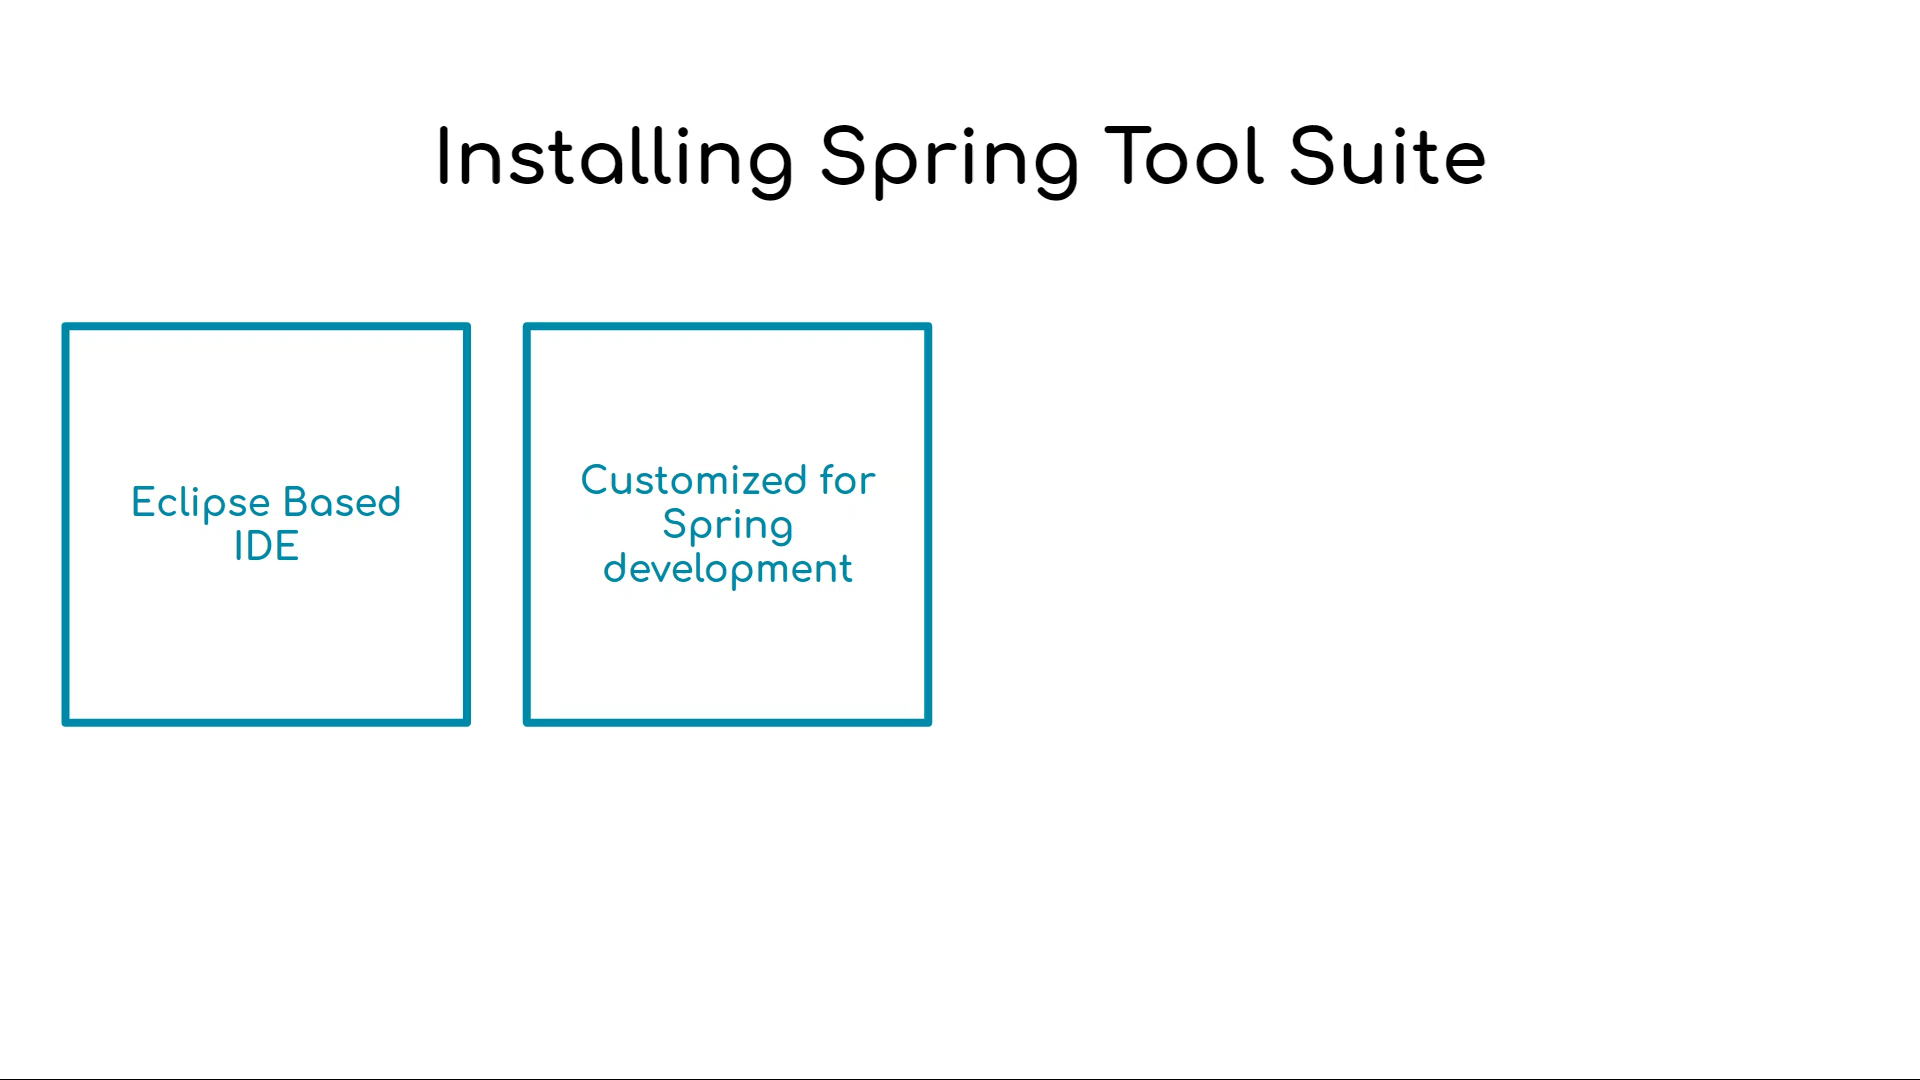 Installing Spring Tool Suite
Eclipse Based
IDE
Customized for
Spring
development